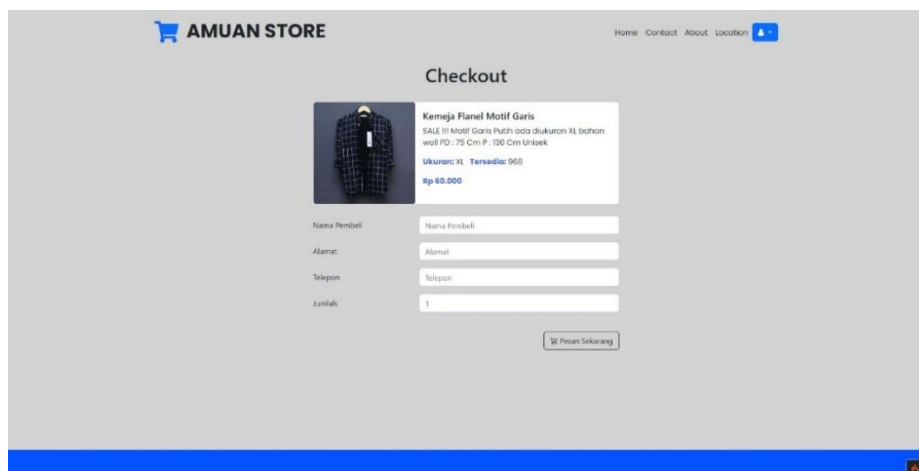 AMUAN STORE
Home Contact About Location
Checkout
Kemeja Flanel Motif Garis
SALE !!! Motif Garis Putih ada diukuran XL bahan
woll PD : 75 Cm P : 130 Cm Unisek
Ukuran: XL Tersedia: 968
Rp 60.000
Nama Pembeli
Nama Pembeli
Alamat
Alamat
Telepon
Telepon
Jumlah
1
Pesan Sekarang